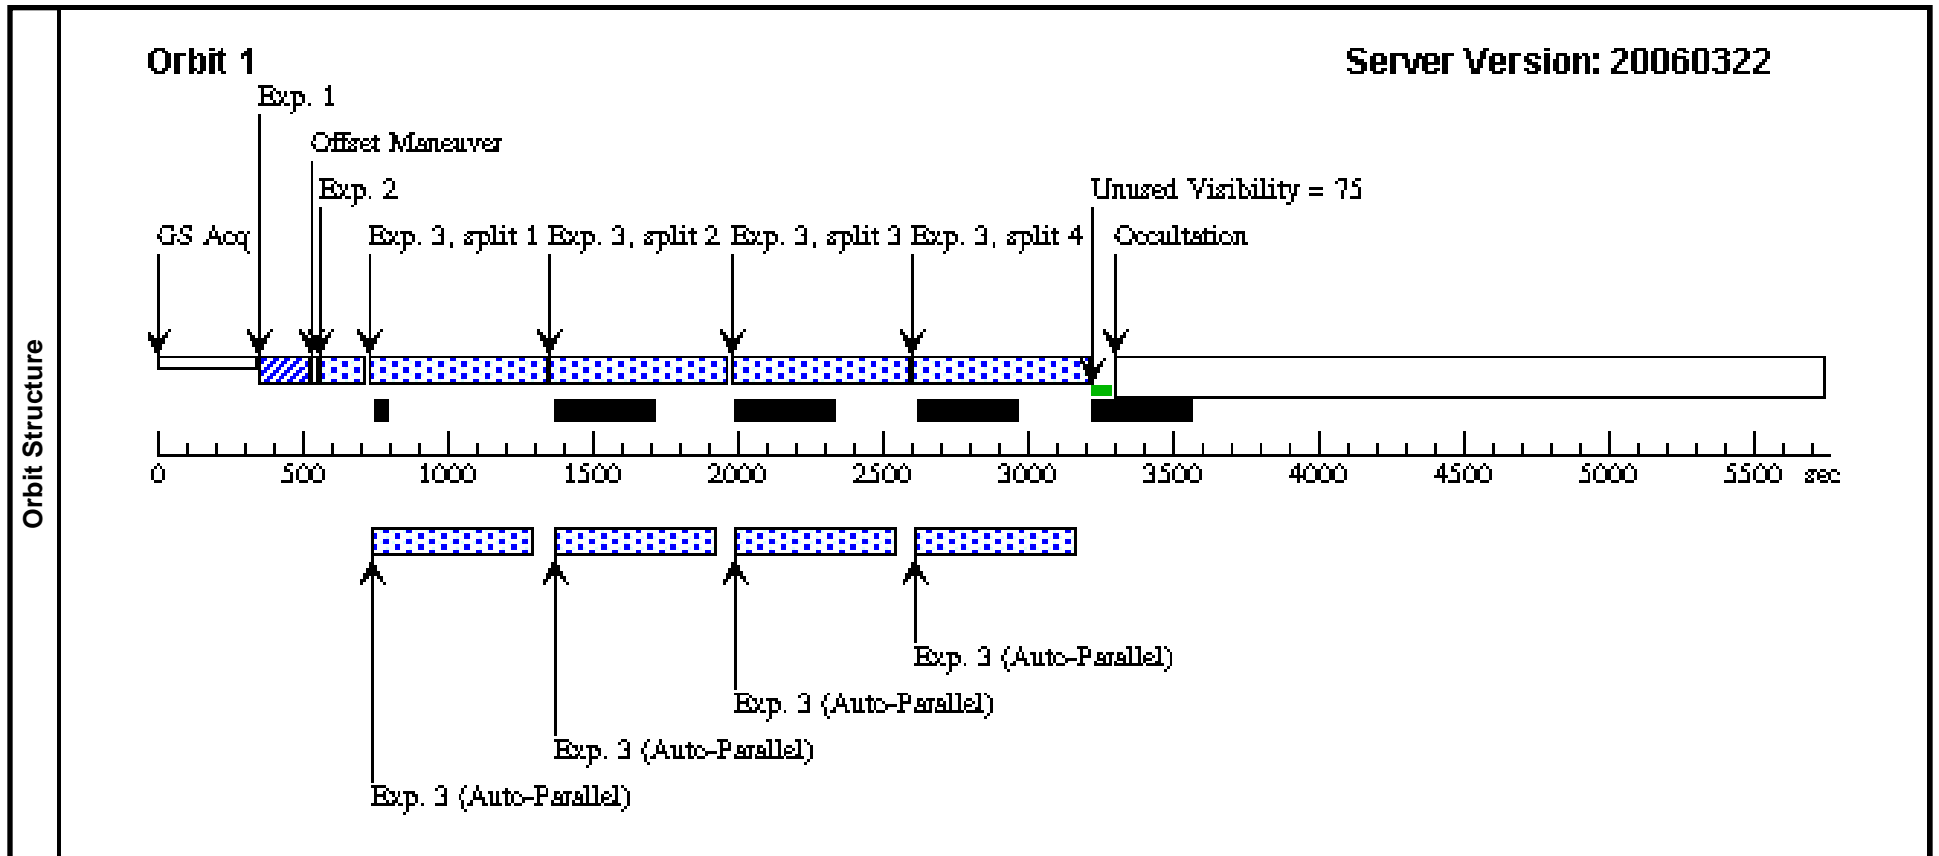 Orbit 1
Server Version: 20060322
Exp. 1
Offset Maneuver
Exp. 2
Unused Visibility = 75
GS Acq
Exp. 3, split 1
Exp. 3, split 2
Exp. 3, split 3
Exp. 3, split 4
Occultation
Orbit Structure
0 500 1000 1500 2000 2500 3000 3500 4000 4500 5000 5500 sec
Exp. 3 (Auto-Parallel)
Exp. 3 (Auto-Parallel)
Exp. 3 (Auto-Parallel)
Exp. 3 (Auto-Parallel)